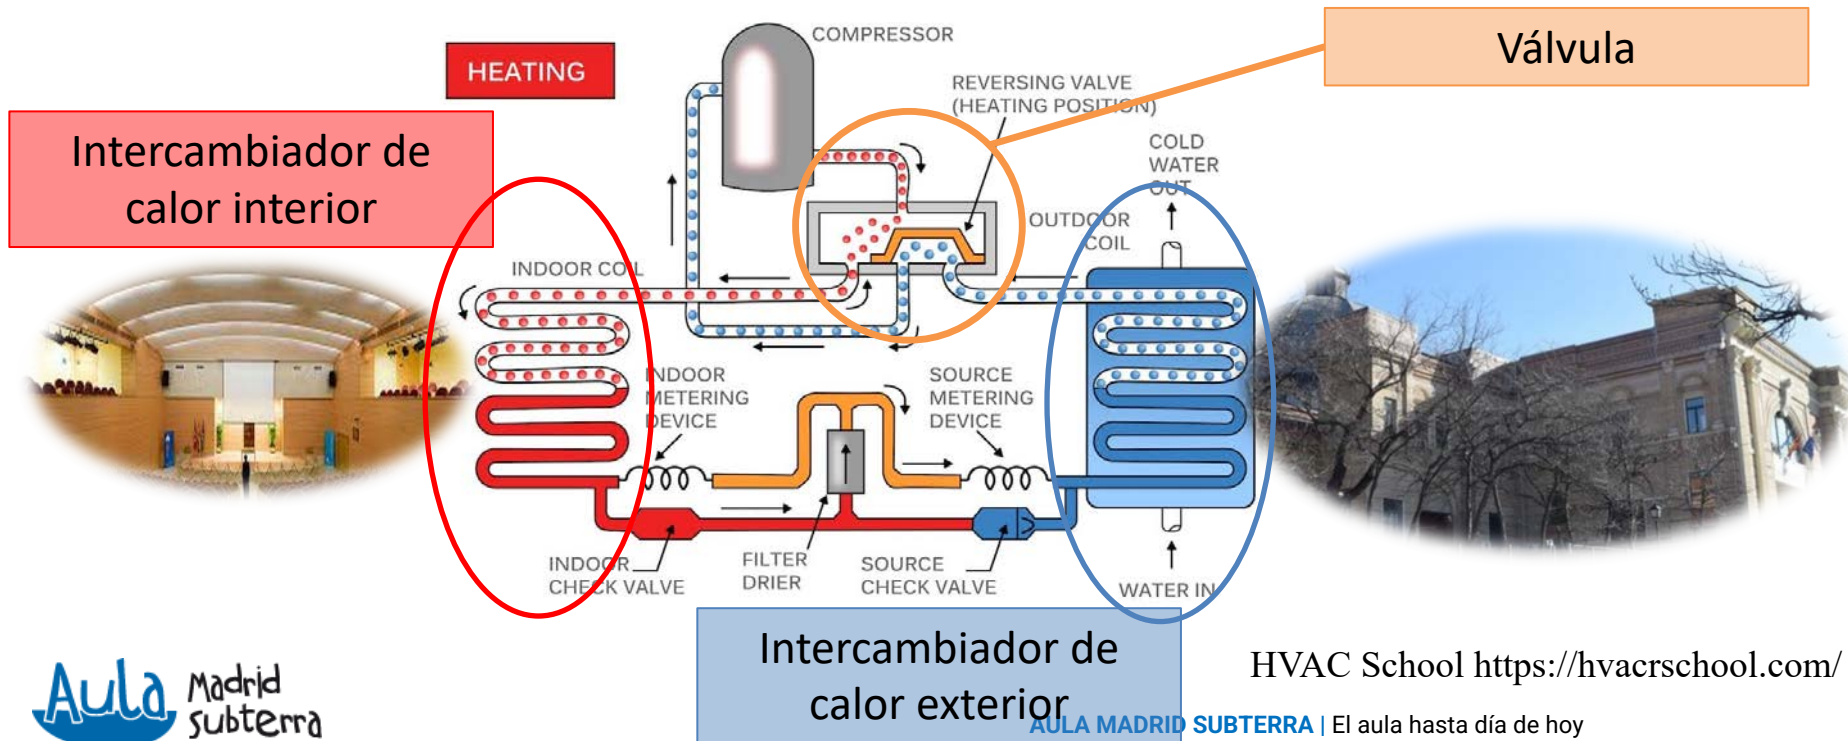 COMPRESSOR
Válvula
HEATING
REVERSING VALVE
(HEATING POSITION)
Intercambiador de
calor interior
COLD
WATER
OUT
OUTDOOR
COIL
INDOOR COIL
INDOOR
METERING
DEVICE
SOURCE
METERING
DEVICE
INDOOR
CHECK VALVE
FILTER
DRIER
SOURCE
CHECK VALVE
WATER IN
Intercambiador de
calor exterior
HVAC School https://hvacrschool.com/
Aula Madrid
subterra
AULA MADRID SUBTERRA | El aula hasta día de hoy